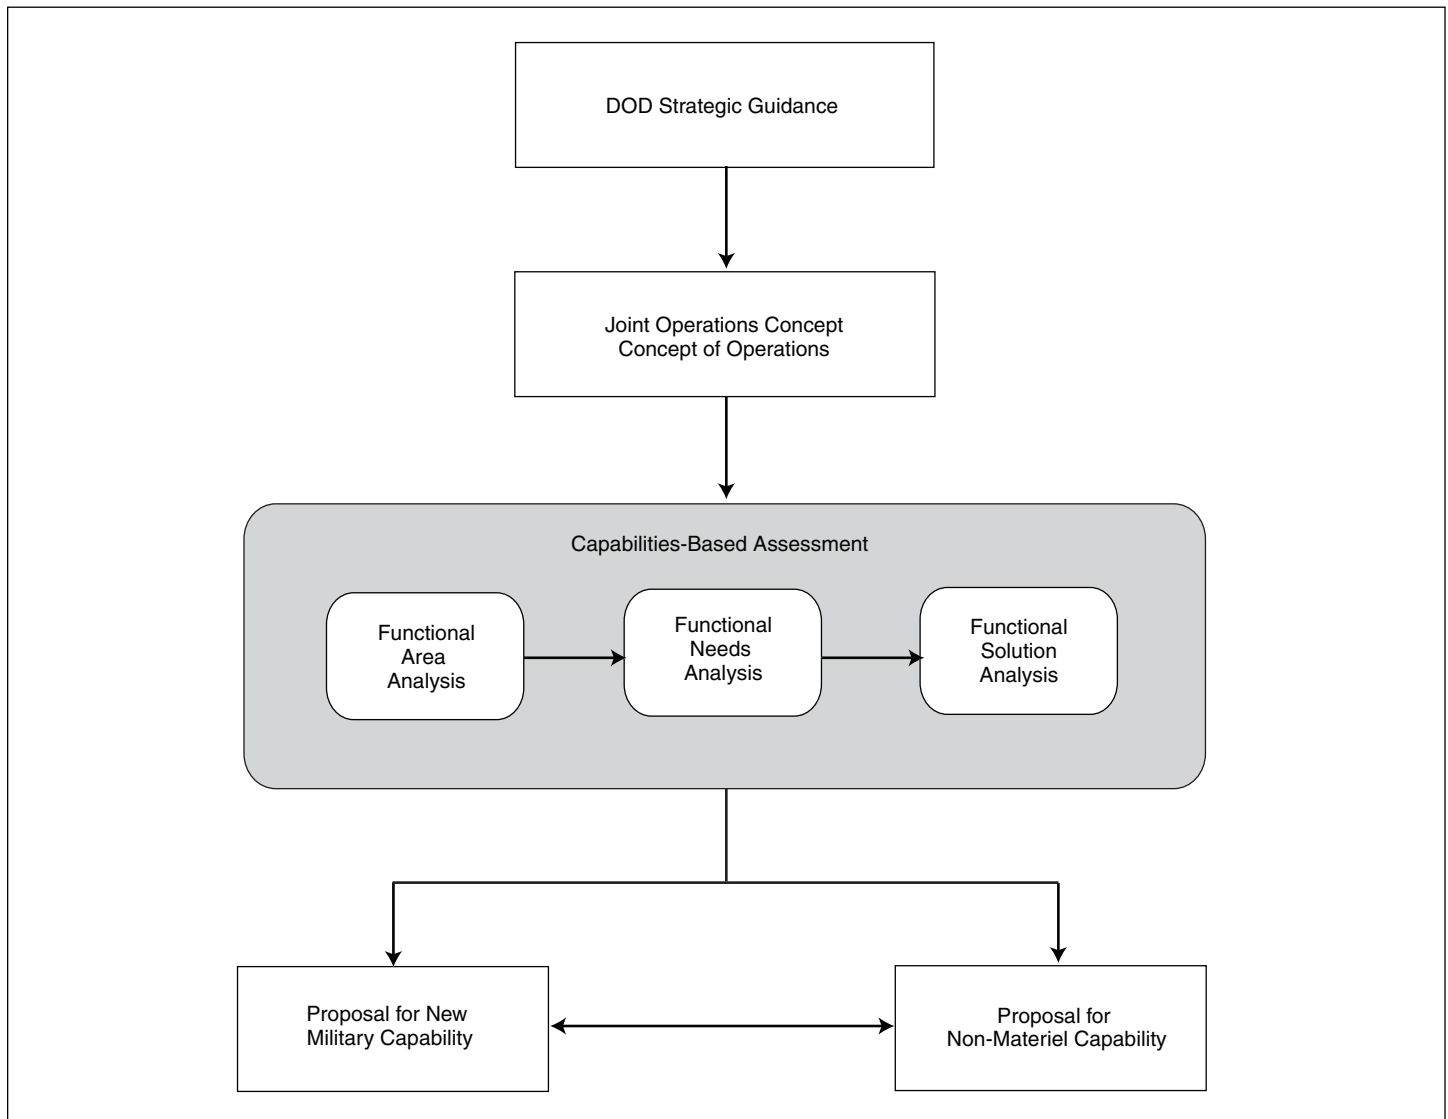 DOD Strategic Guidance
Joint Operations Concept
Concept of Operations
Capabilities-Based Assessment
Functional
Area
Analysis
Functional
Needs
Analysis
Functional
Solution
Analysis
Proposal for New
Military Capability
Proposal for
Non-Materiel Capability